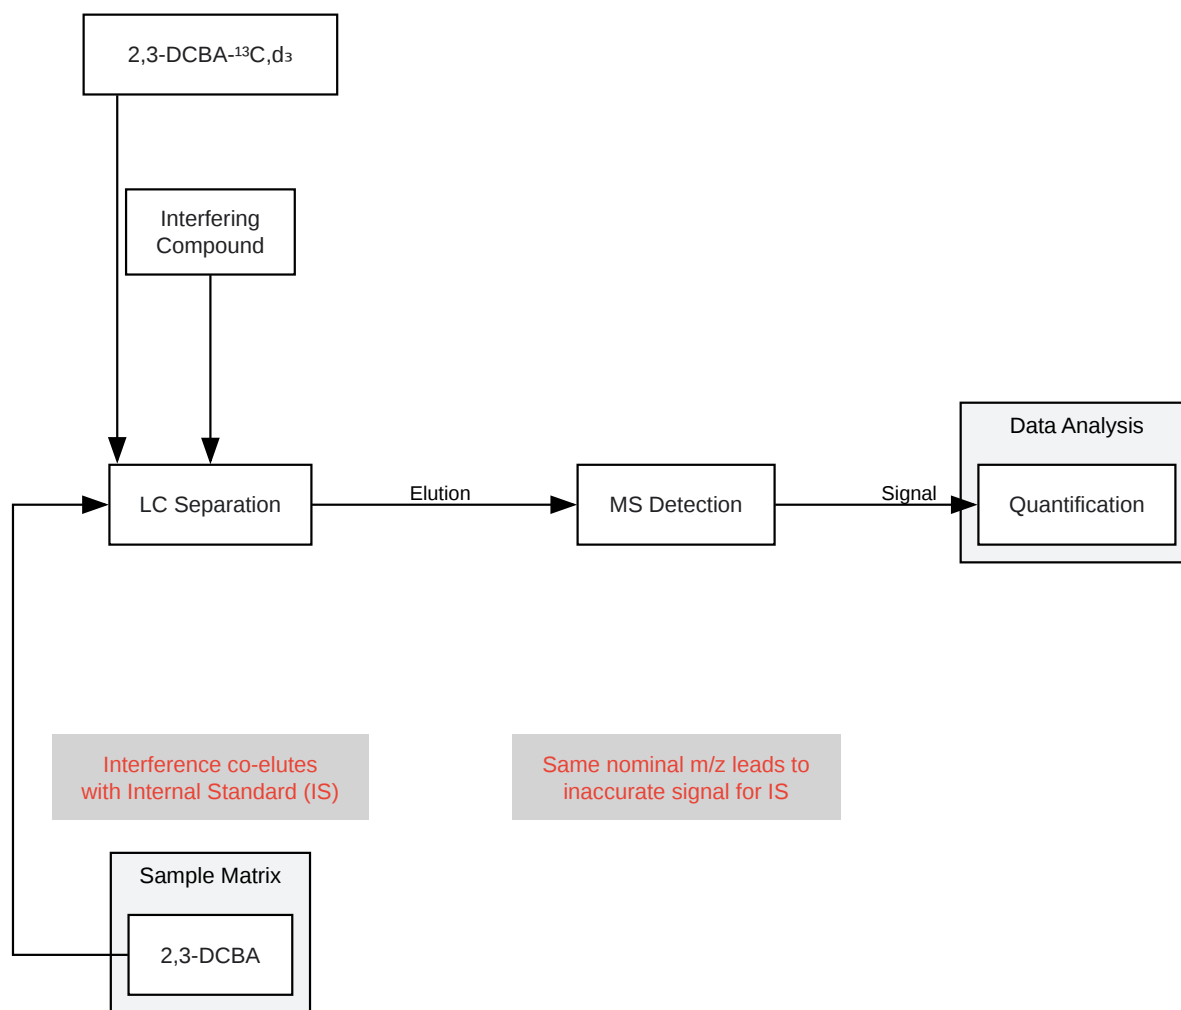 2,3-DCBA-¹³C,d₃
Interfering
Compound
Data Analysis
LC Separation
Elution
MS Detection
Signal
Quantification
Interference co-elutes
with Internal Standard (IS)
Same nominal m/z leads to
inaccurate signal for IS
Sample Matrix
2,3-DCBA